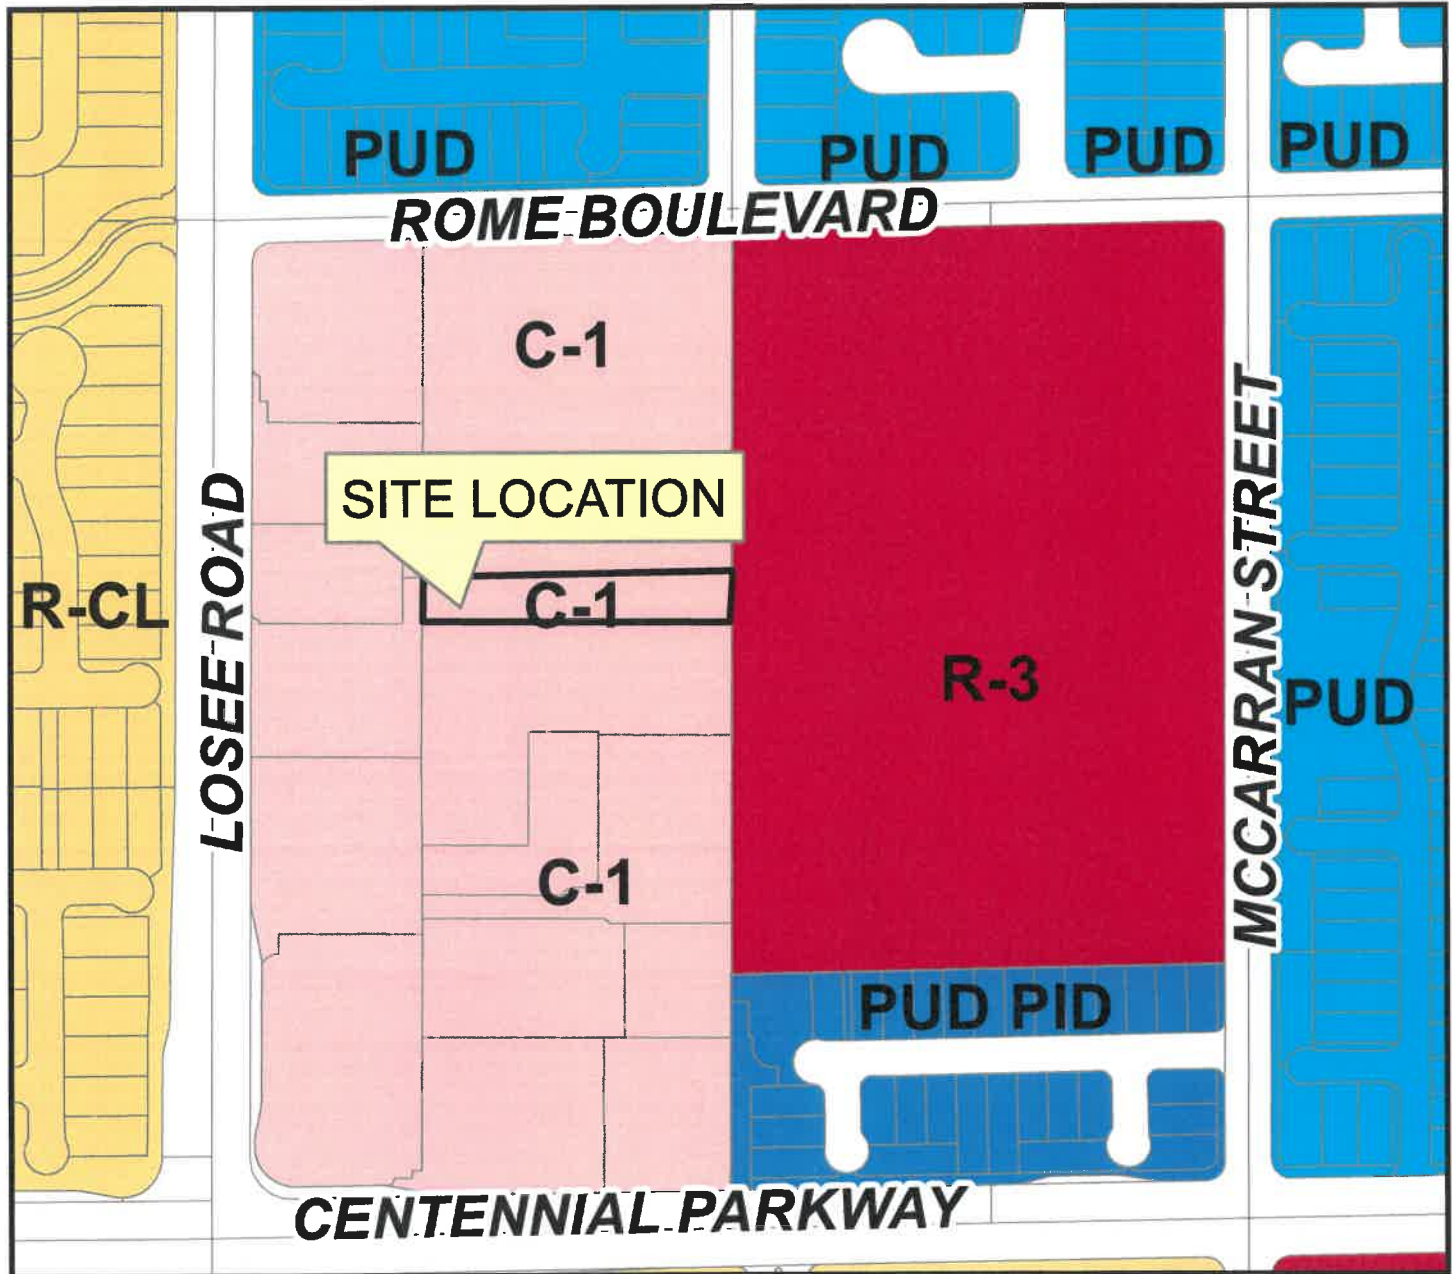 PUD
PUD
PUD
PUD
ROME BOULEVARD
C-1
SITE LOCATION
C-1
R-CL
LOSEE ROAD
R-3
MCCARRAN STREET
PUD
C-1
PUD PID
CENTENNIAL PARKWAY